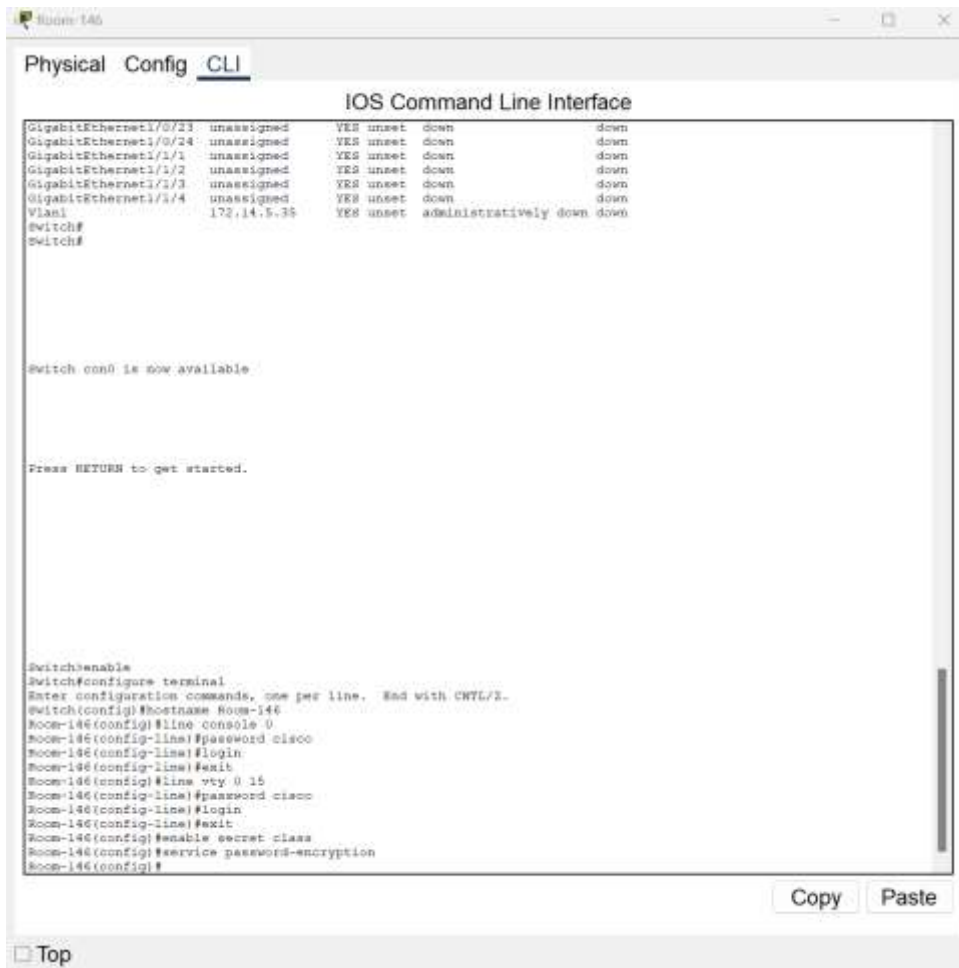 Room-146
Physical Config CLI
IOS Command Line Interface
GigabitEthernet1/0/23 unassigned YES unset down down
GigabitEthernet1/0/24 unassigned YES unset down down
GigabitEthernet1/1/1 unassigned YES unset down down
GigabitEthernet1/1/2 unassigned YES unset down down
GigabitEthernet1/1/3 unassigned YES unset down down
GigabitEthernet1/1/4 unassigned YES unset down down
Vlan1 172.14.5.35 YES unset administratively down down
Switch#
Switch#
Switch con0 is now available
Press RETURN to get started.
Switch>enable
Switch#configure terminal
Enter configuration commands, one per line. End with CNTL/Z.
Switch(config)#hostname Room-146
Room-146(config)#line console 0
Room-146(config-line)#password cisco
Room-146(config-line)#login
Room-146(config-line)#exit
Room-146(config)#line vty 0 15
Room-146(config-line)#password cisco
Room-146(config-line)#login
Room-146(config-line)#exit
Room-146(config)#enable secret class
Room-146(config)#service password-encryption
Room-146(config)#
Copy Paste
Top